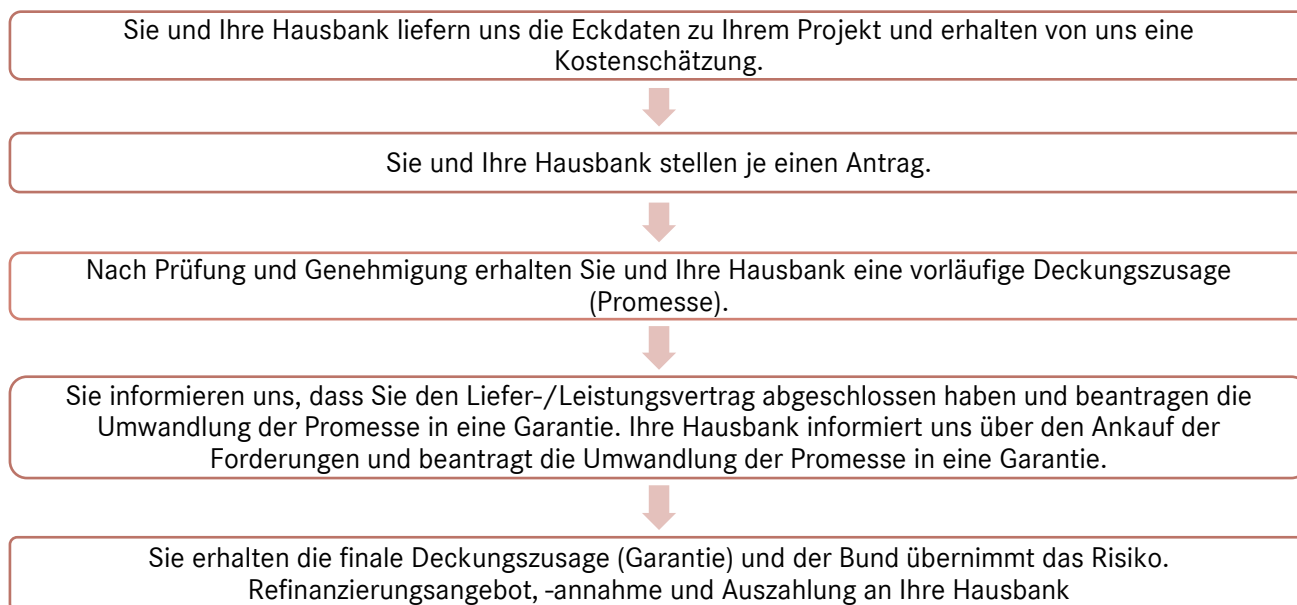 Sie und Ihre Hausbank liefern uns die Eckdaten zu Ihrem Projekt und erhalten von uns eine
Kostenschätzung.
Sie und Ihre Hausbank stellen je einen Antrag.
Nach Prüfung und Genehmigung erhalten Sie und Ihre Hausbank eine vorläufige Deckungszusage
(Promesse).
Sie informieren uns, dass Sie den Liefer-/Leistungsvertrag abgeschlossen haben und beantragen die
Umwandlung der Promesse in eine Garantie. Ihre Hausbank informiert uns über den Ankauf der
Forderungen und beantragt die Umwandlung der Promesse in eine Garantie.
Sie erhalten die finale Deckungszusage (Garantie) und der Bund übernimmt das Risiko.
Refinanzierungsangebot, -annahme und Auszahlung an Ihre Hausbank